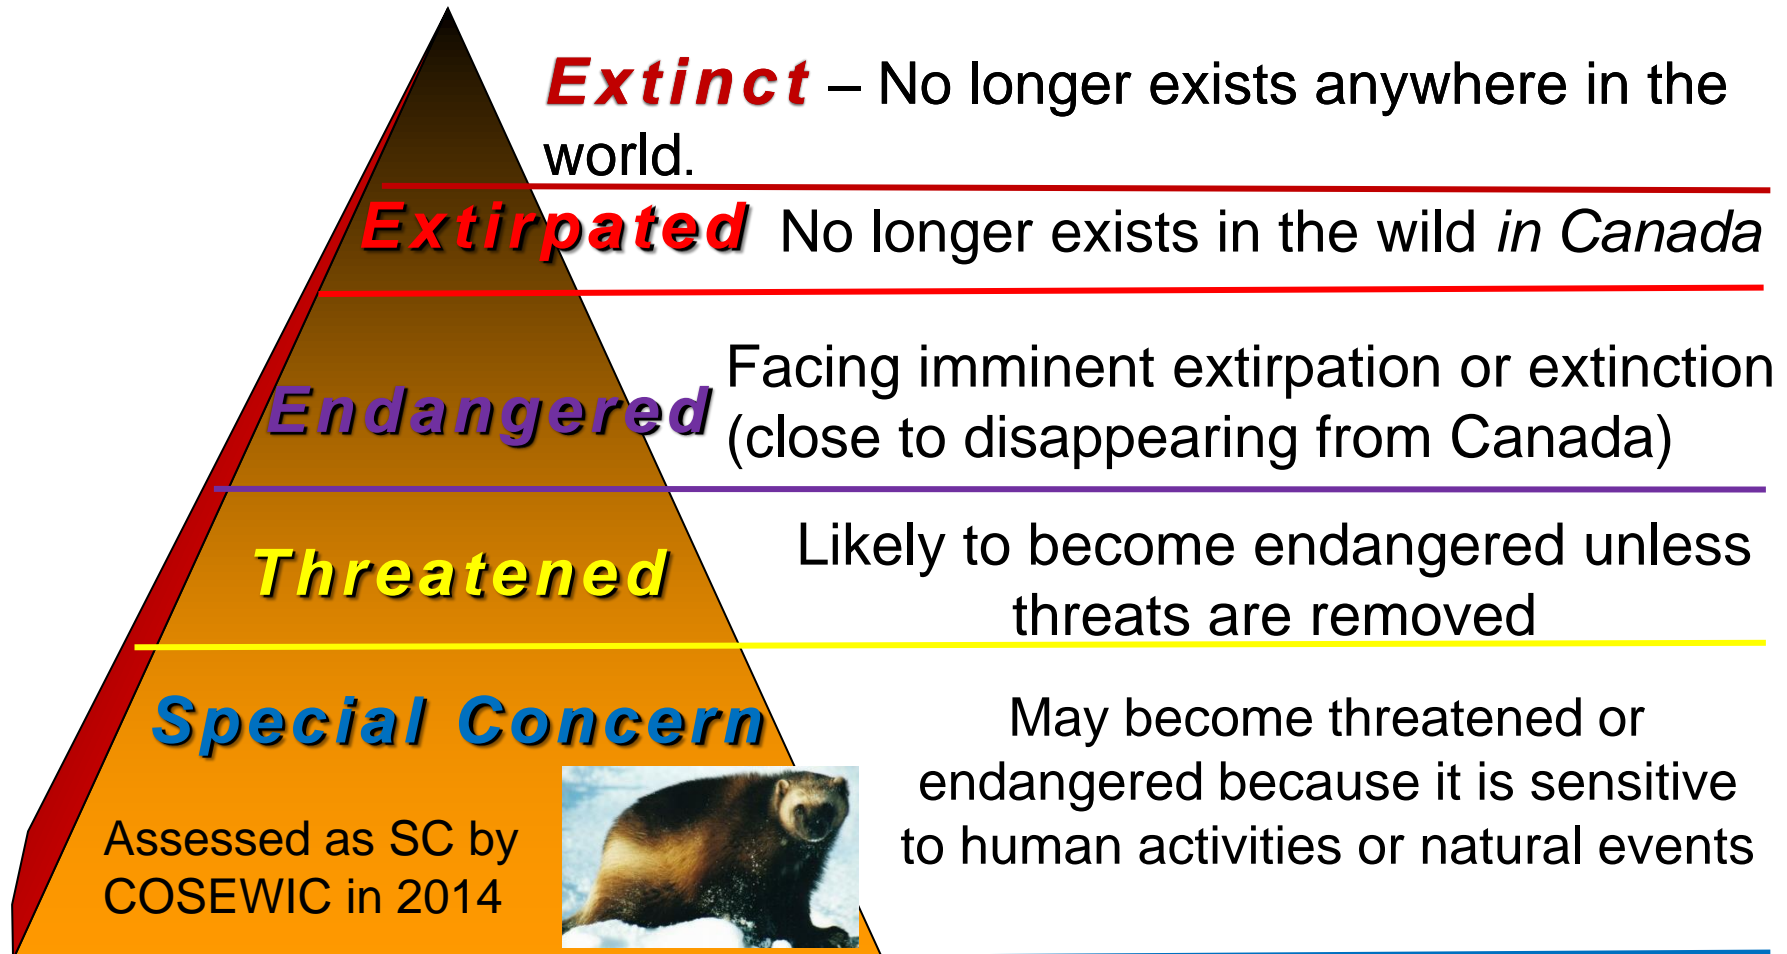 Extinct – No longer exists anywhere in the
world.
Extirpated No longer exists in the wild in Canada
Endangered
Facing imminent extirpation or extinction
(close to disappearing from Canada)
Threatened
Likely to become endangered unless
threats are removed
Special Concern
May become threatened or
endangered because it is sensitive
to human activities or natural events
Assessed as SC by
COSEWIC in 2014